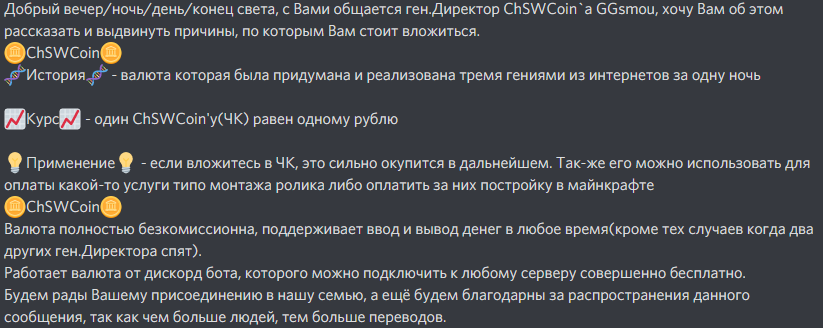 Добрый вечер/ночь/день/конец света, с Вами общается ген.Директор ChSWCoin`a GGsmou, хочу Вам об этом
рассказать и выдвинуть причины, по которым Вам стоит вложиться.
🪙ChSWCoin🪙
🧬История🧬 - валюта которая была придумана и реализована тремя гениями из интернетов за одну ночь

📈Курс📈 - один ChSWCoin'у(ЧК) равен одному рублю

💡Применение💡 - если вложитесь в ЧК, это сильно окупится в дальнейшем. Так-же его можно использовать для
оплаты какой-то услуги типо монтажа ролика либо оплатить за них постройку в майнкрафте
🪙ChSWCoin🪙
Валюта полностью безкомиссионна, поддерживает ввод и вывод денег в любое время(кроме тех случаев когда два
других ген.Директора спят).
Работает валюта от дискорд бота, которого можно подключить к любому серверу совершенно бесплатно.
Будем рады Вашему присоединению в нашу семью, а ещё будем благодарны за распространения данного
сообщения, так как чем больше людей, тем больше переводов.